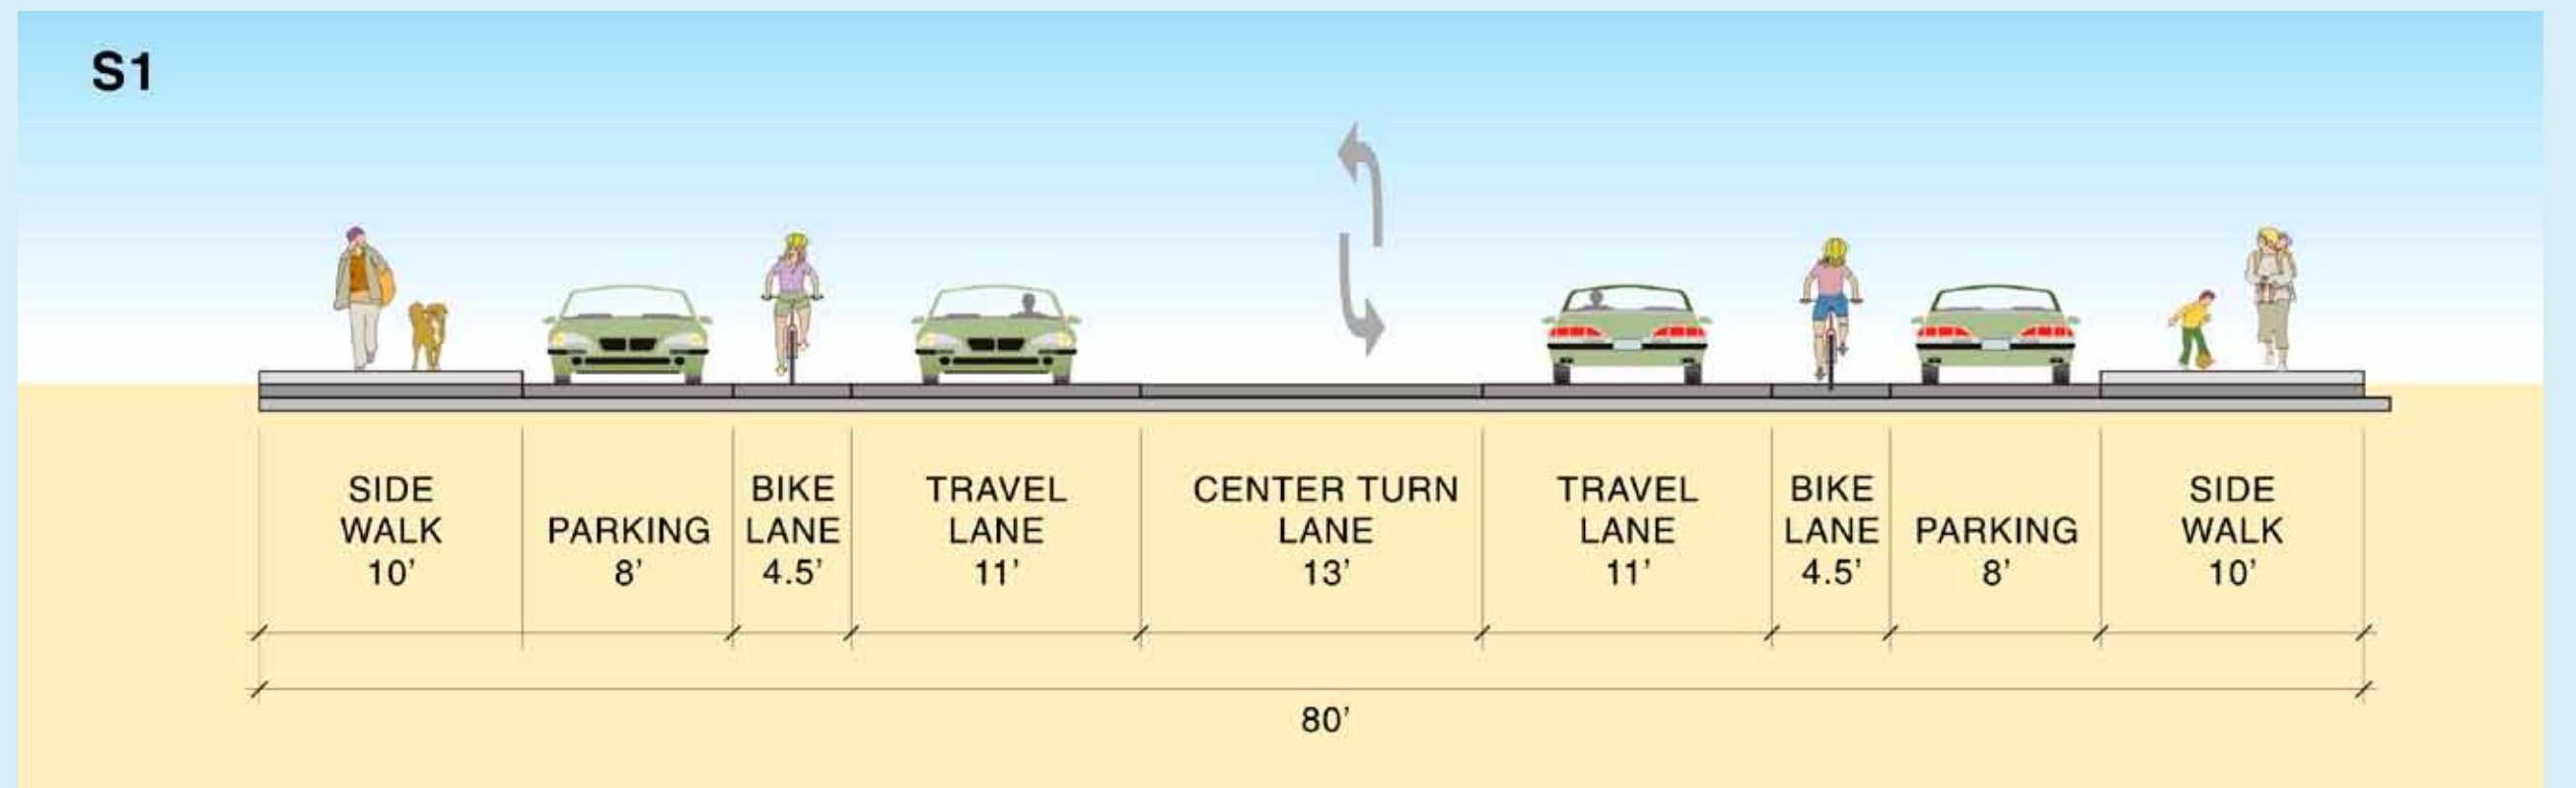 S1
SIDE
WALK
10’
PARKING
8’
BIKE
LANE
4.5’
TRAVEL
LANE
11’
CENTER TURN
LANE
13’
TRAVEL
LANE
11’
BIKE
LANE
4.5’
PARKING
8’
SIDE
WALK
10’
80’